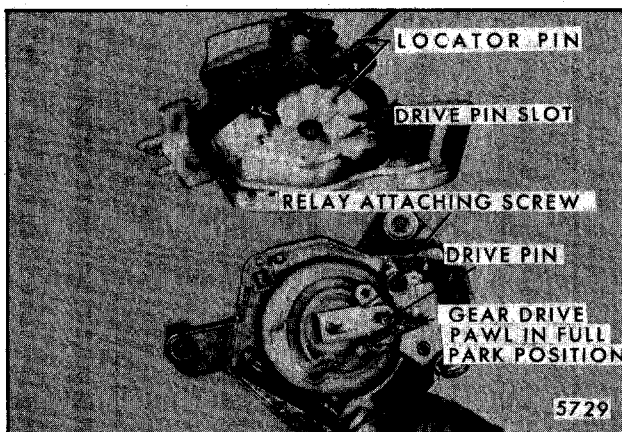 LOCATOR PIN
DRIVE PIN SLOT
RELAY ATTACHING SCREW
DRIVE PIN
GEAR DRIVE
PAWL IN FULL
PARK POSITION
5729